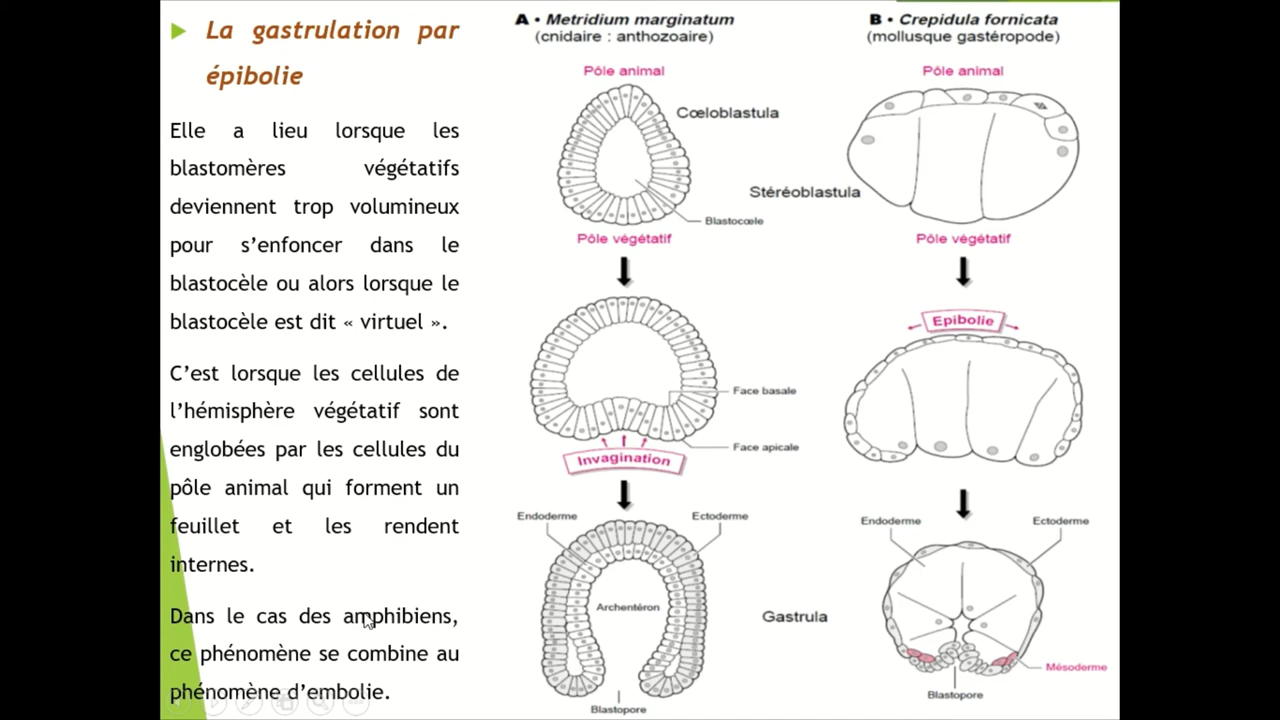 La gastrulation par
épibolie
Elle a lieu lorsque les
blastomères végétatifs
deviennent trop volumineux
pour s’enfoncer dans le
blastocèle ou alors lorsque le
blastocèle est dit « virtuel ».
C’est lorsque les cellules de
l’hémisphère végétatif sont
englobées par les cellules du
pôle animal qui forment un
feuillet et les rendent
internes.
Dans le cas des amphibiens,
ce phénomène se combine au
phénomène d’embolie.
A • Metridium marginatum
(cnidaire : anthozoaire)
Pôle animal
Cœloblastula
Blastocœle
Pôle végétatif
Face basale
Face apicale
Invagination
Endoderme
Ectoderme
Archentéron
Blastopore
B • Crepidula fornicata
(mollusque gastéropode)
Pôle animal
Stéréoblastula
Pôle végétatif
Epibolie
Endoderme
Ectoderme
Gastrula
Mésoderme
Blastopore